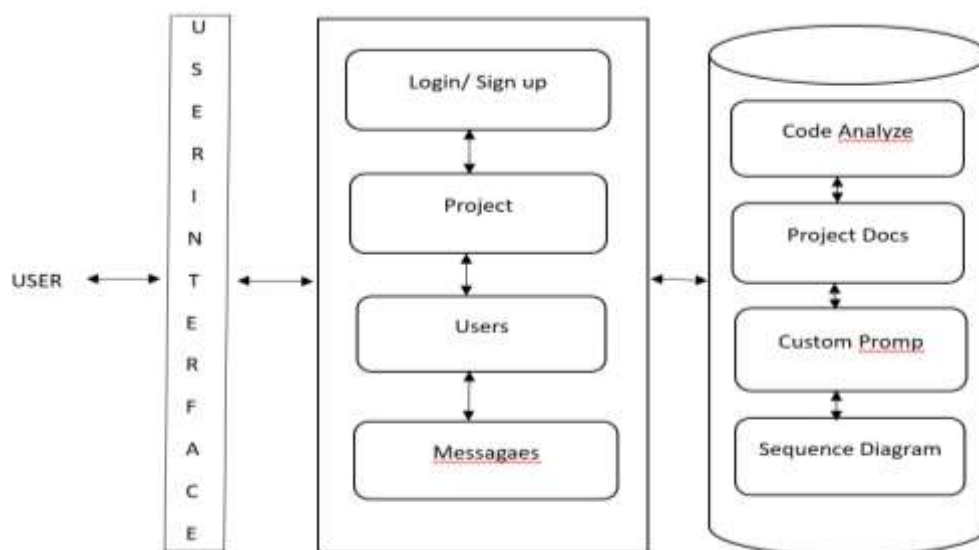 USER
U
S
E
R
I
N
T
E
R
F
A
C
E
Login/ Sign up
Project
Users
Messagaes
Code Analyze
Project Docs
Custom Promp
Sequence Diagram